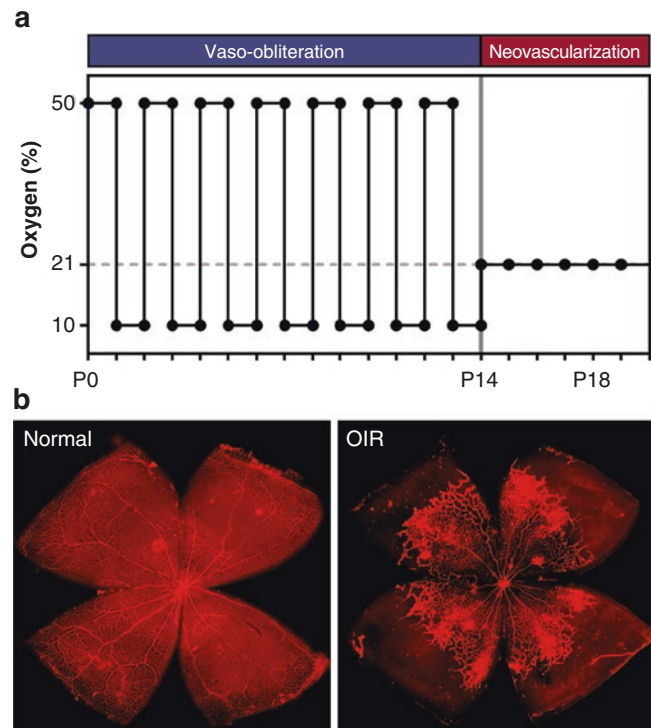 a
Vaso-obliteration Neovascularization
50
21
10
Oxygen (%)
P0 P14 P18
b
Normal OIR